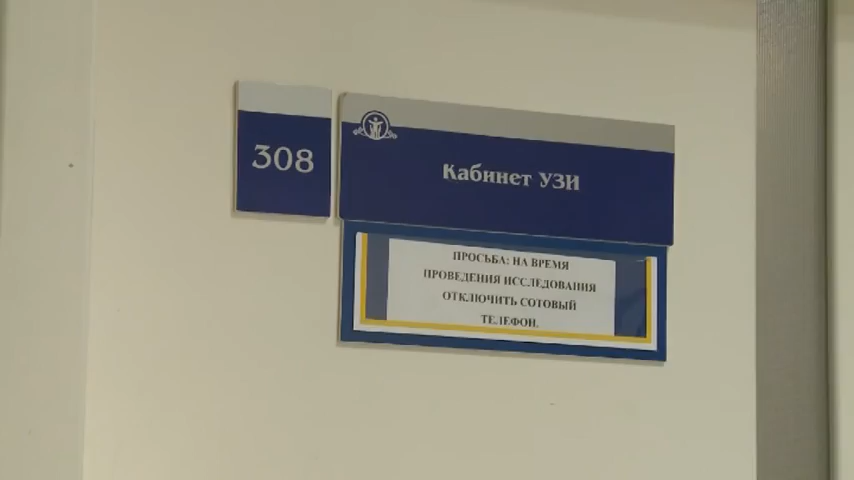 308
Кабинет УЗИ
ПРОСЬБА: НА ВРЕМЯ
ПРОВЕДЕНИЯ ИССЛЕДОВАНИЯ
ОТКЛЮЧИТЬ СОТОВЫЙ
ТЕЛЕФОН.